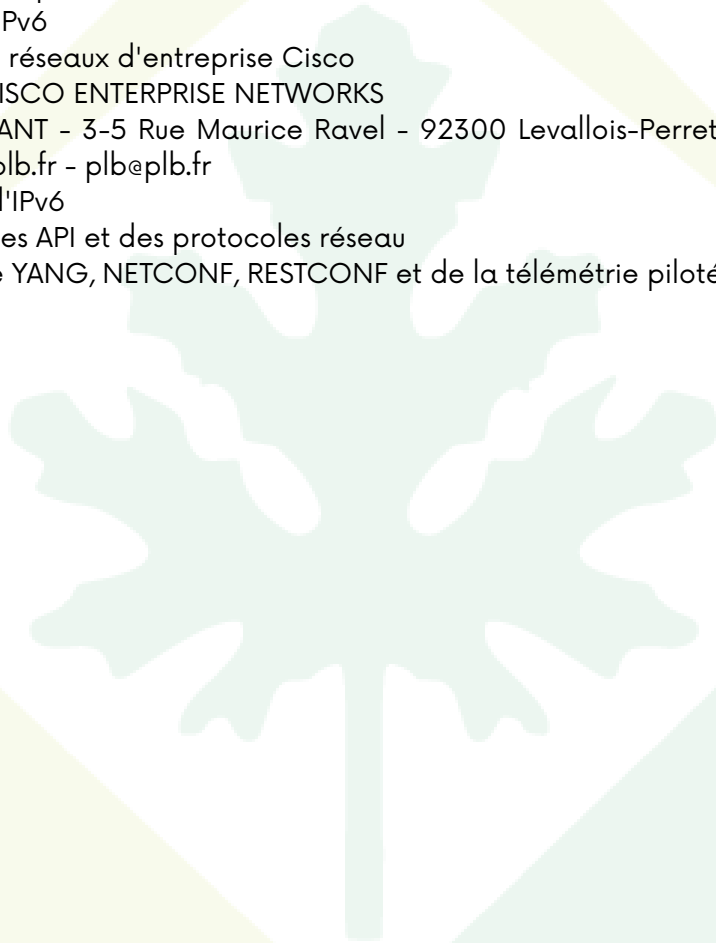 Pv6
réseaux d'entreprise Cisco
ISCO ENTERPRISE NETWORKS
ANT - 3-5 Rue Maurice Ravel - 92300 Levallois-Perret
plb.fr - plb@plb.fr
l'IPv6
es API et des protocoles réseau
e YANG, NETCONF, RESTCONF et de la télémétrie piloté